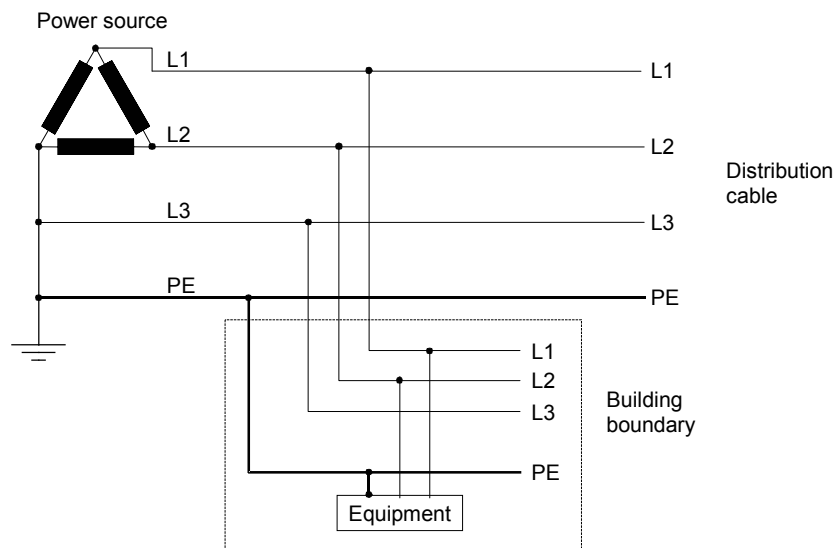 Power source
L1
L1
L2
L2
Distribution
cable
L3
L3
PE
PE
L1
L2
L3
Building
boundary
PE
Equipment